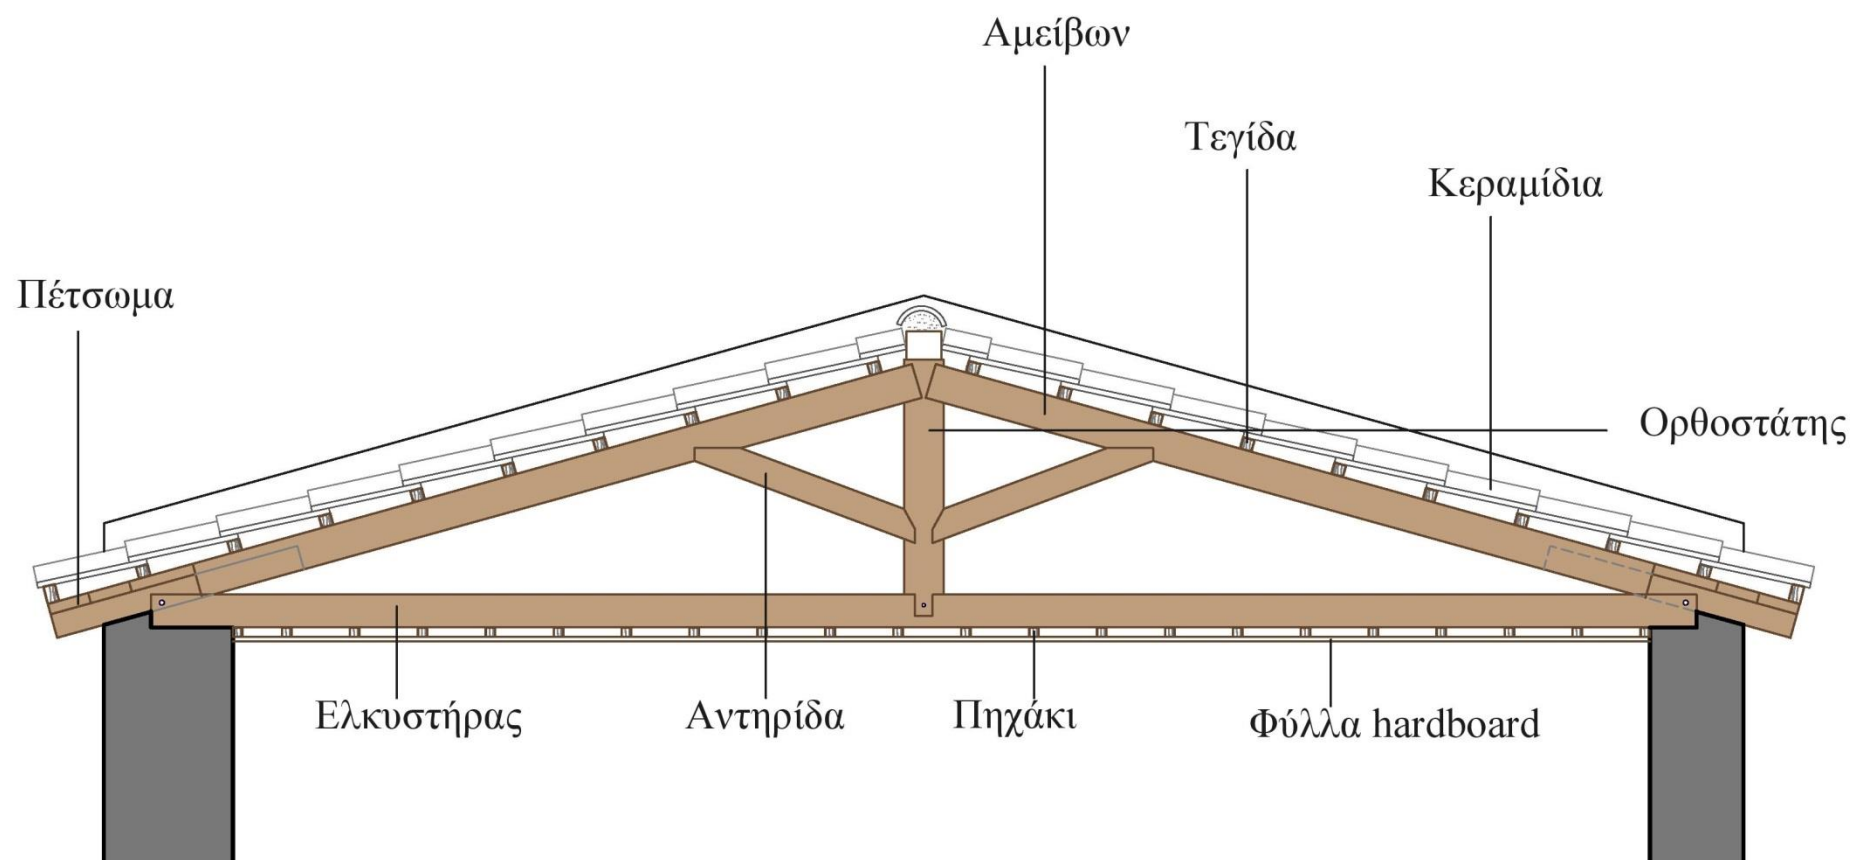 Αμείβων
Τεγίδα
Κεραμίδια
Πέτσωμα
Ορθοστάτης
Ελκυστήρας
Αντηρίδα
Πηχάκι
Φύλλα hardboard